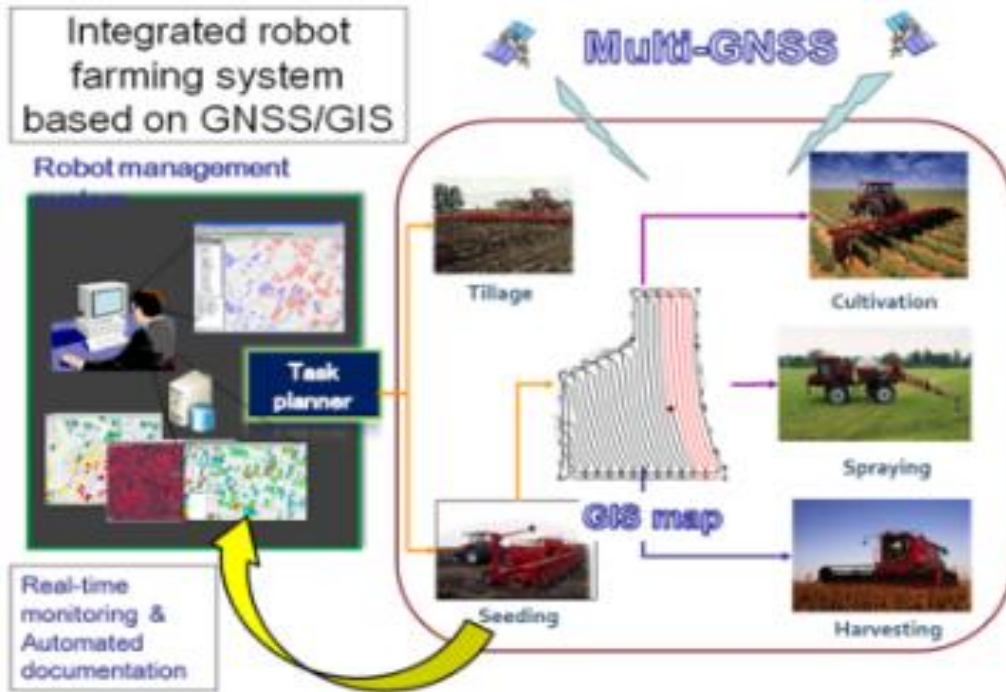 Integrated robot
farming system
based on GNSS/GIS
Multi-GNSS
Robot management
Tillage
Cultivation
Task
planner
Spraying
GIS map
Seeding
Harvesting
Real-time
monitoring &
Automated
documentation